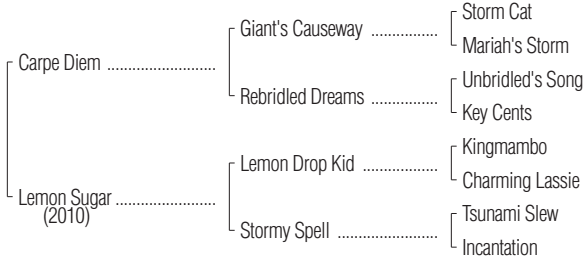 Storm Cat
Giant's Causeway ................
Mariah's Storm
Carpe Diem ..........................
Unbridled's Song
Rebridled Dreams ................
Key Cents
Kingmambo
Lemon Drop Kid ..................
Charming Lassie
Lemon Sugar ........................
(2010)
Tsunami Slew
Stormy Spell ........................
Incantation